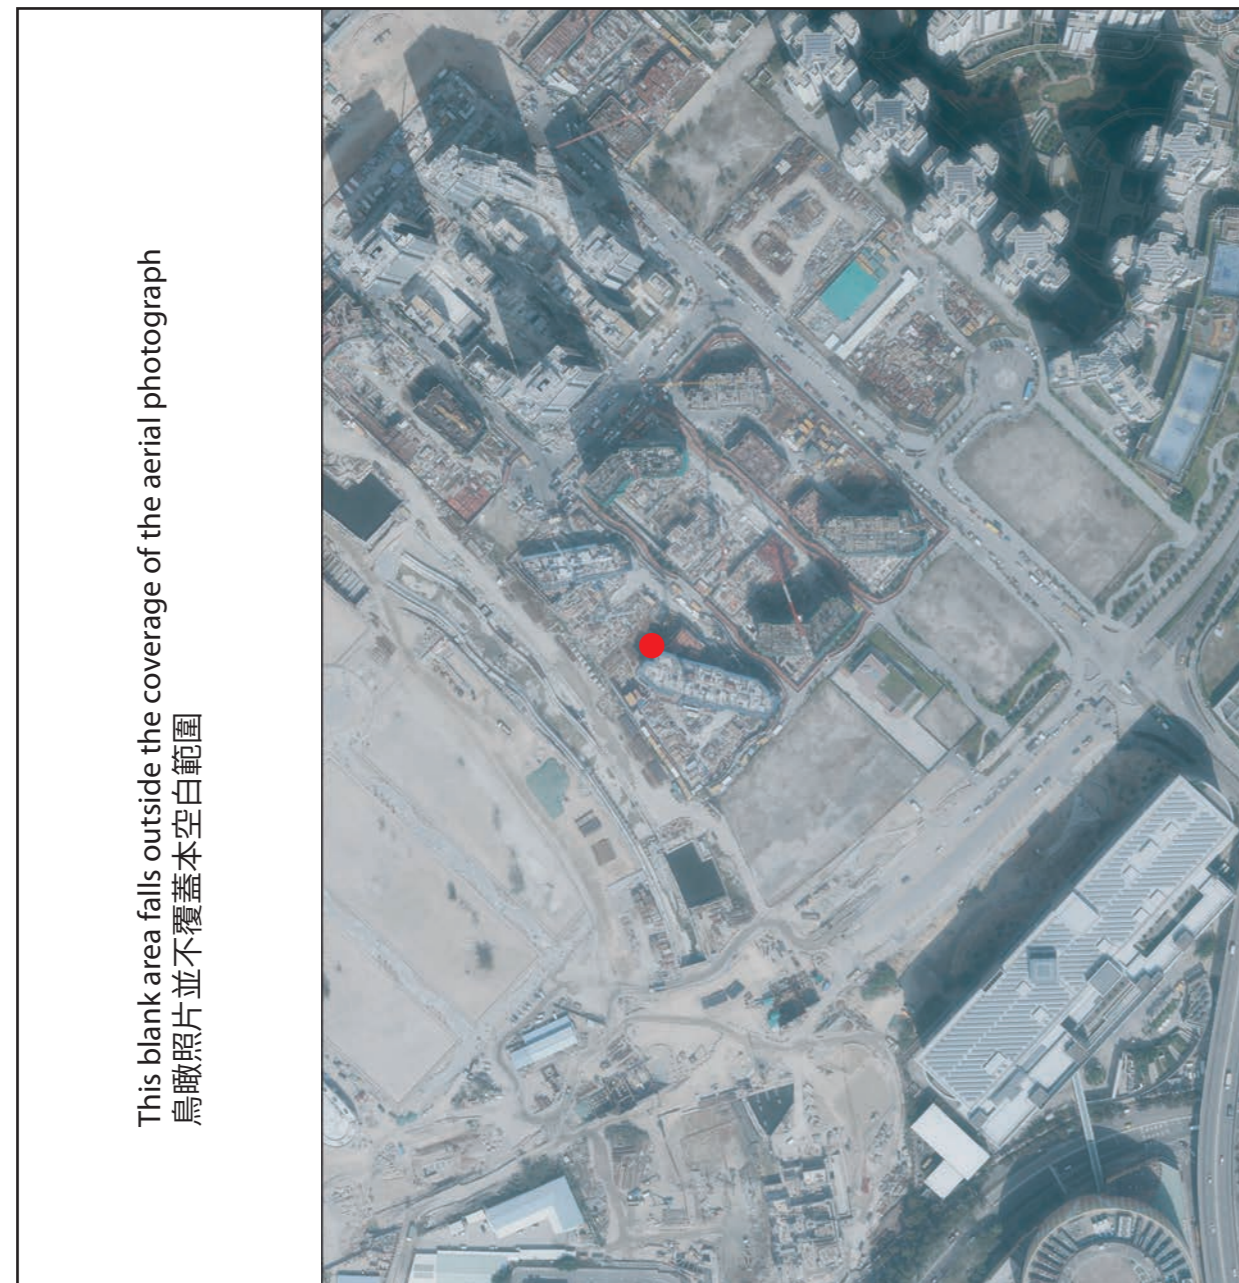 This blank area falls outside the coverage of the aerial photograph
鳥瞰照片並不覆蓋本空白範圍